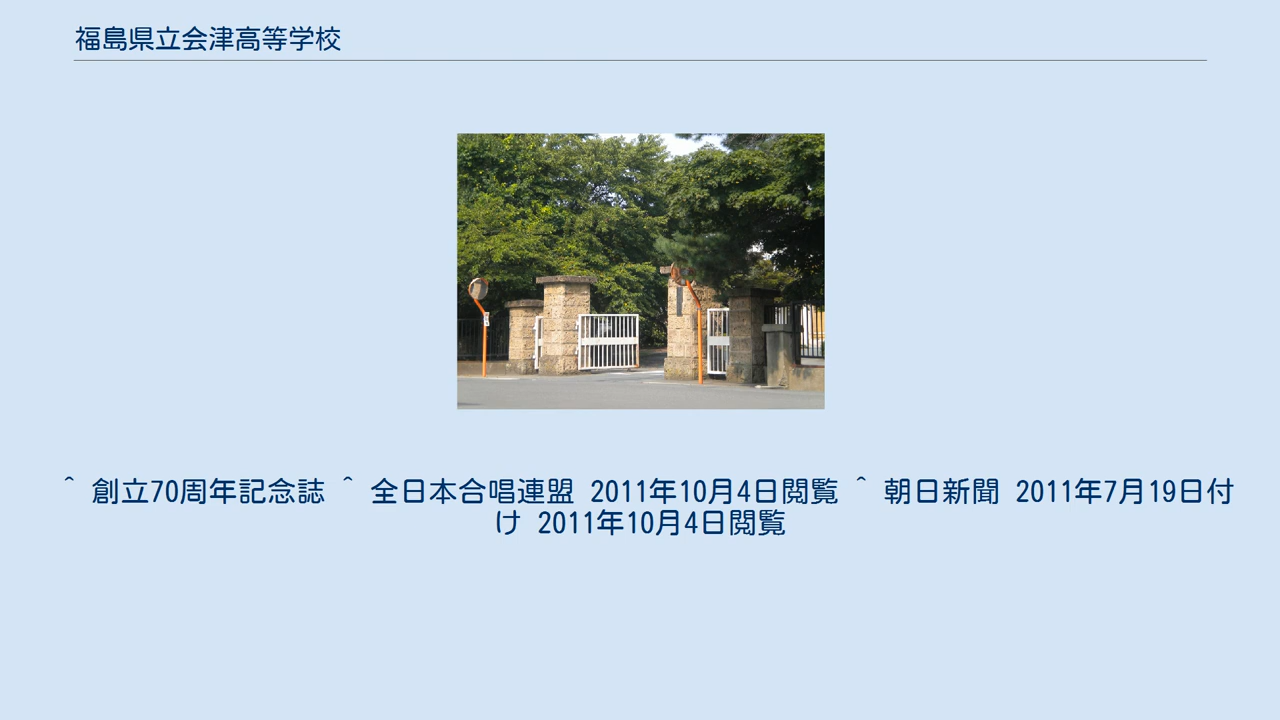 福島県立会津高等学校
^ 創立70周年記念誌 ^ 全日本合唱連盟 2011年10月4日閲覧 ^ 朝日新聞 2011年7月19日付
け 2011年10月4日閲覧